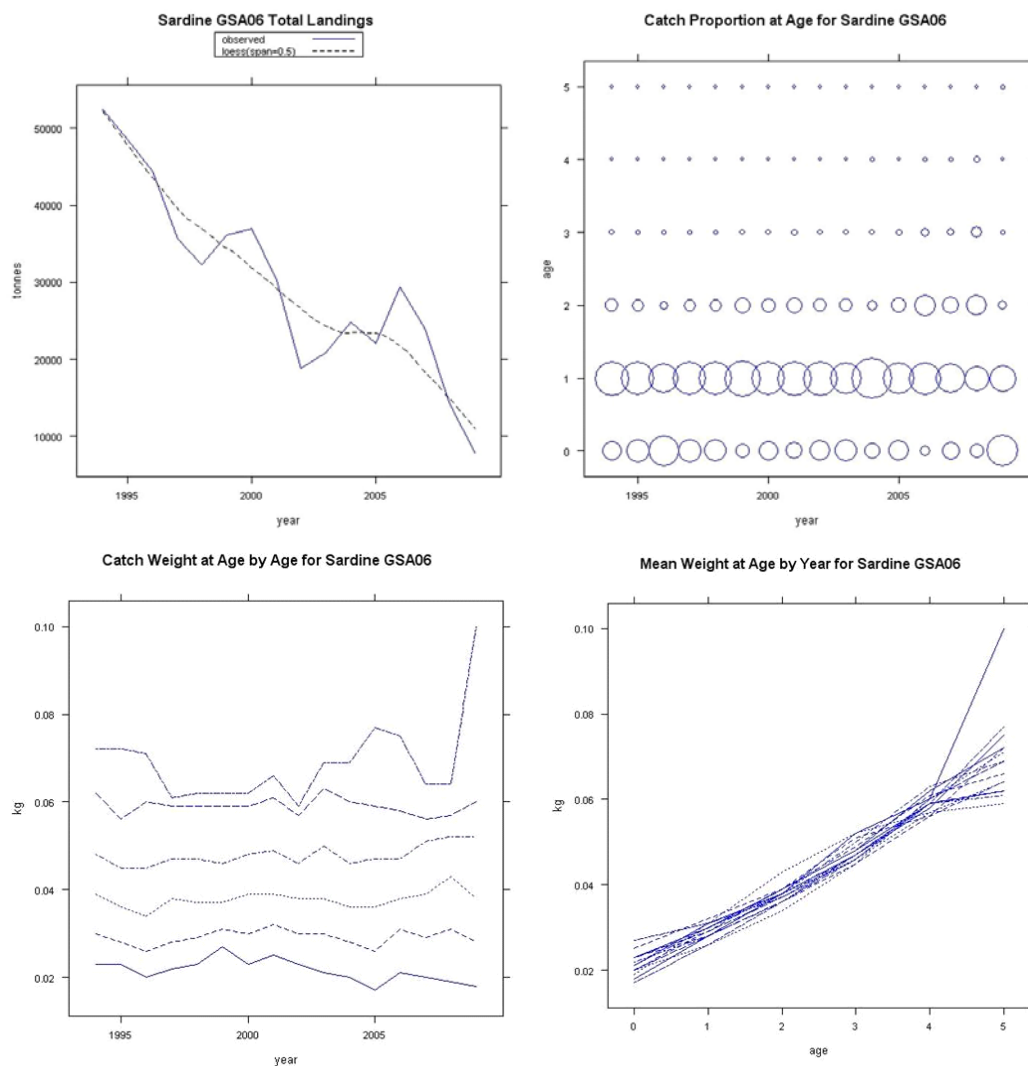 Sardine GSA06 Total Landings
observed
loess(span=0.5)
50000
40000
30000
20000
10000
tonnes
1995 2000 2005
year
Catch Proportion at Age for Sardine GSA06
5
4
3
2
1
0
age
1995 2000 2005
year
Catch Weight at Age by Age for Sardine GSA06
0.10
0.08
0.06
0.04
0.02
kg
1995 2000 2005
year
Mean Weight at Age by Year for Sardine GSA06
0.10
0.08
0.06
0.04
0.02
kg
0 1 2 3 4 5
age